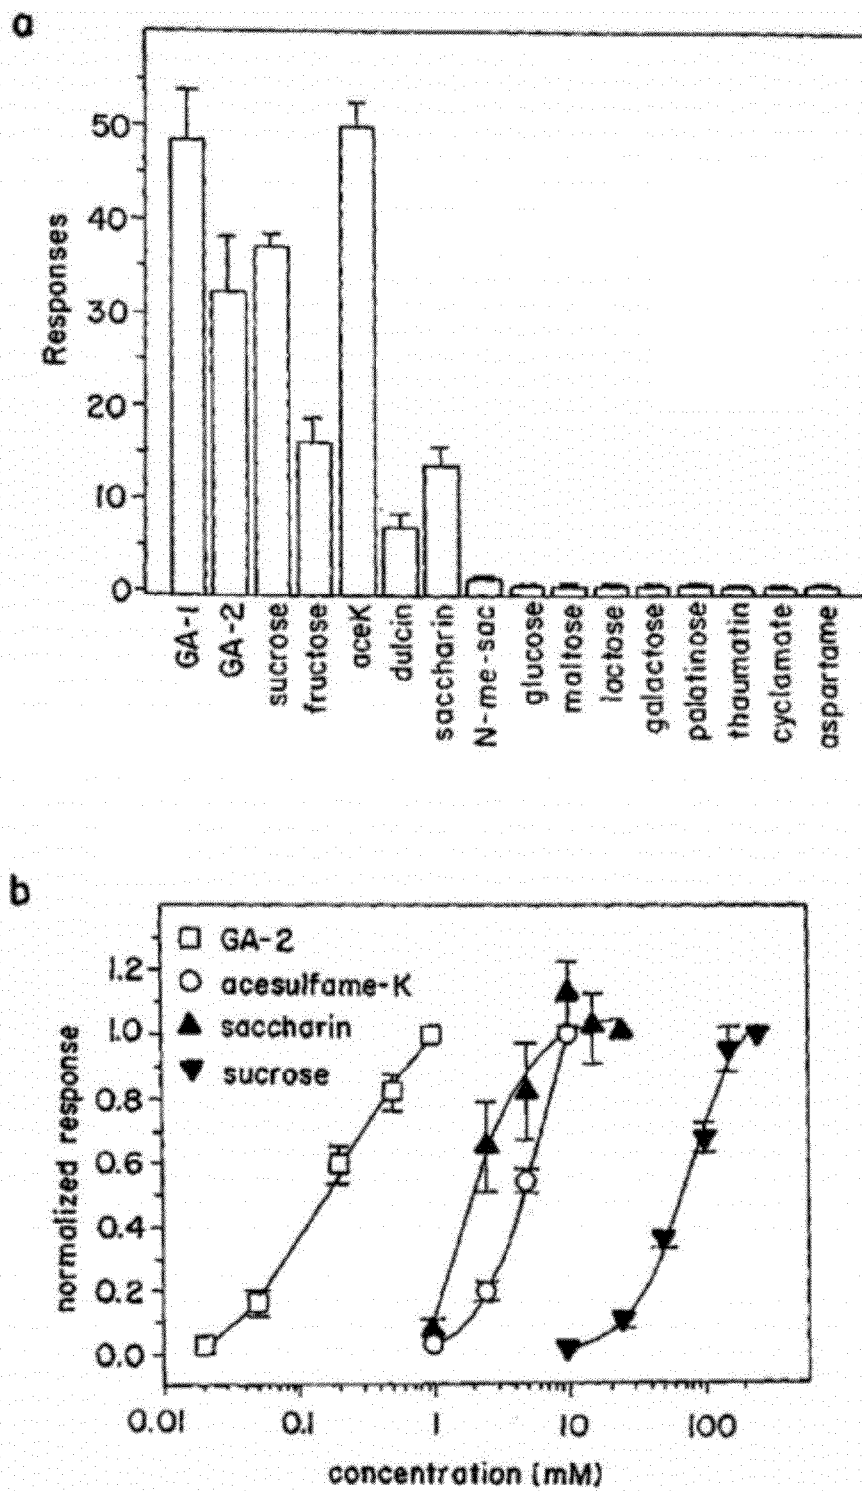 a
Responses
50
40
30
20
10
0
GA-1
GA-2
sucrose
fructose
aceK
dulcin
saccharin
N-me-sac
glucose
maltose
lactose
galactose
palatinose
thaumatin
cyclamate
aspartame
b
GA-2
acesulfame-K
saccharin
sucrose
normalized response
1.2
1.0
0.8
0.6
0.4
0.2
0.0
0.01 0.1 1 10 100
concentration (mM)